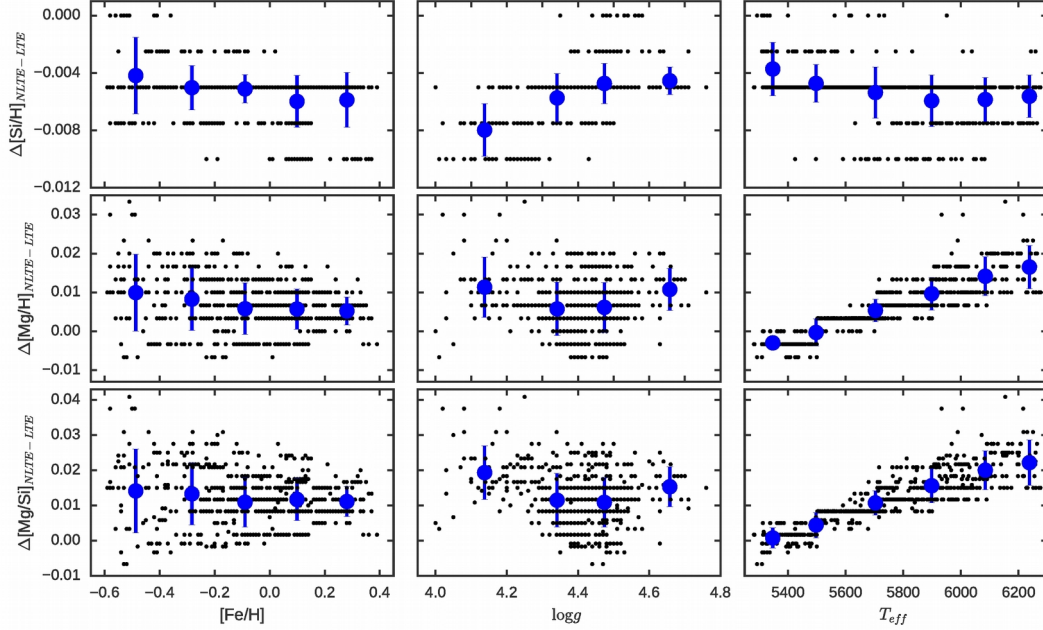 0.000
−0.004
−0.008
−0.012
Δ[Si/H]NLTE−LTE
0.03
0.02
0.01
0.00
−0.01
Δ[Mg/H]NLTE−LTE
0.04
0.03
0.02
0.01
0.00
−0.01
Δ[Mg/Si]NLTE−LTE
−0.6 −0.4 −0.2 0.0 0.2 0.4
4.0 4.2 4.4 4.6 4.8
5400 5600 5800 6000 6200
[Fe/H]
logg
Teff